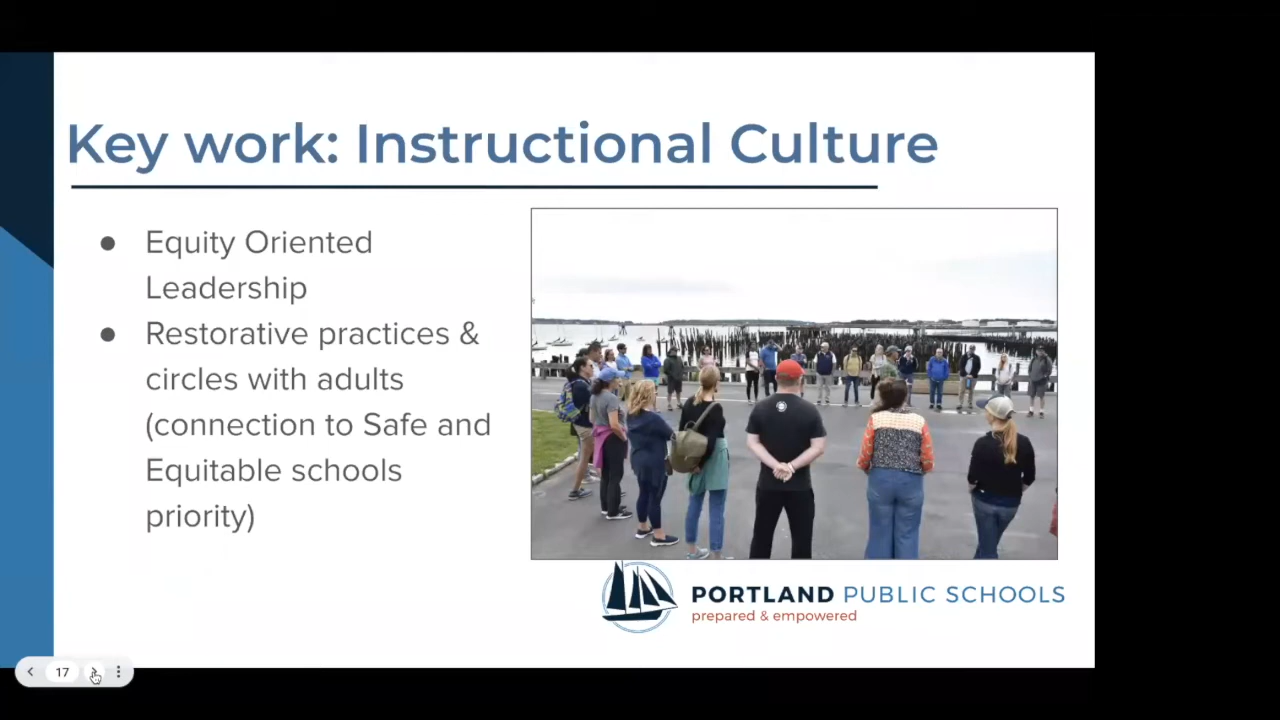 Key work: Instructional Culture
● Equity Oriented
Leadership
● Restorative practices &
circles with adults
(connection to Safe and
Equitable schools
priority)
PORTLAND PUBLIC SCHOOLS
prepared & empowered
17